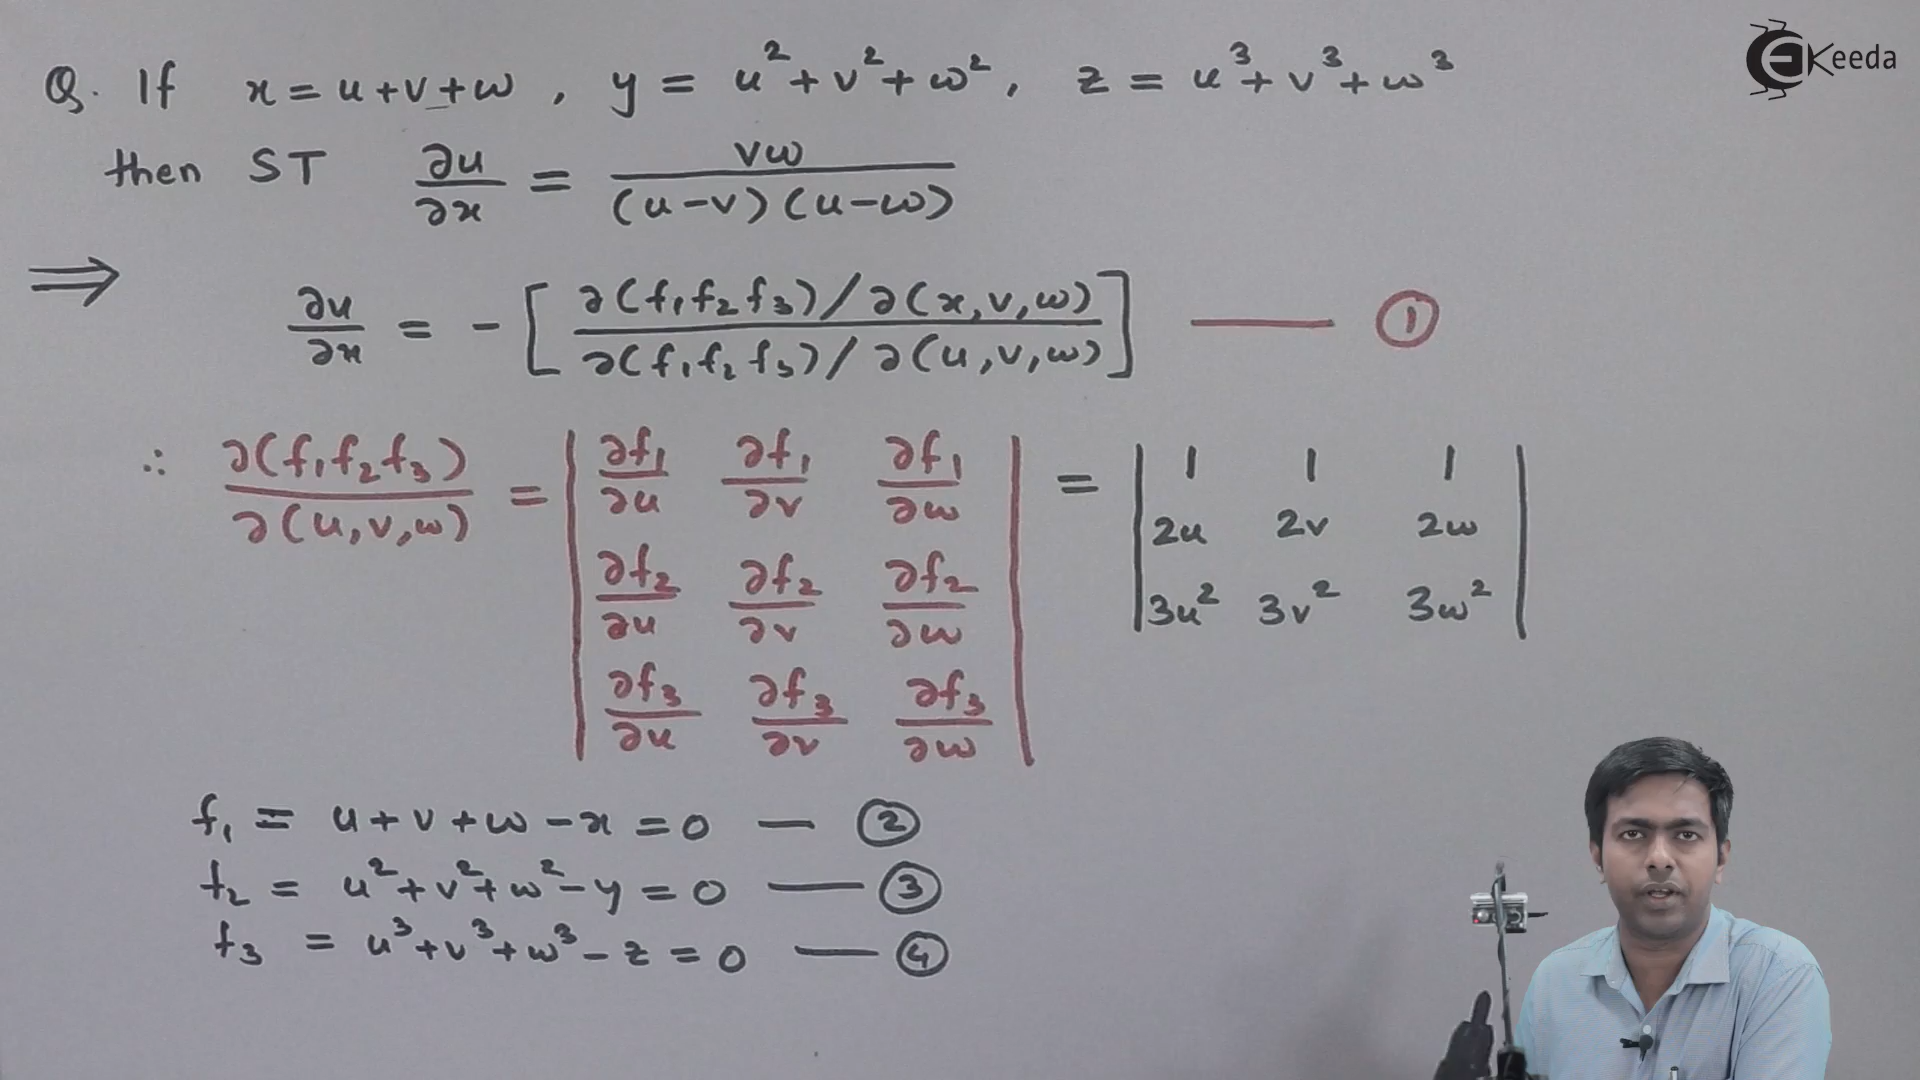 Keeda
Q. If x = u+v+w , y = u²+v²+w² , z = u³+v³+w³
then ST ∂u/∂x = vw/(u-v)(u-w)
⟹ ∂u/∂x = - [ ∂(f₁f₂f₃)/∂(x,v,w) / ∂(f₁f₂f₃)/∂(u,v,w) ] —— ①
∴ ∂(f₁f₂f₃)/∂(u,v,w) = | ∂f₁/∂u ∂f₁/∂v ∂f₁/∂w | = | 1 1 1 |
| ∂f₂/∂u ∂f₂/∂v ∂f₂/∂w | | 2u 2v 2w |
| ∂f₃/∂u ∂f₃/∂v ∂f₃/∂w | | 3u² 3v² 3w² |
f₁ = u+v+w-x = 0 — ②
f₂ = u²+v²+w²-y = 0 — ③
f₃ = u³+v³+w³-z = 0 — ④